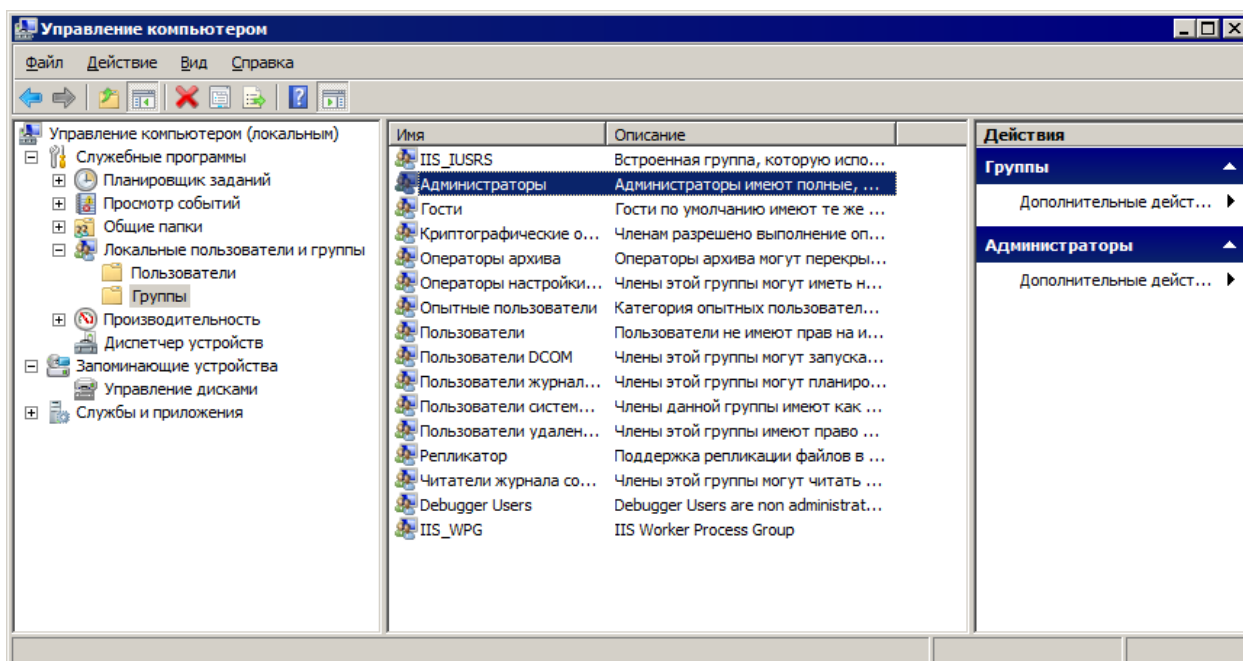 Управление компьютером
Файл Действие Вид Справка
Управление компьютером (локальным)
Служебные программы
Планировщик заданий
Просмотр событий
Общие папки
Локальные пользователи и группы
Пользователи
Группы
Производительность
Диспетчер устройств
Запоминающие устройства
Управление дисками
Службы и приложения
Имя Описание
IIS_IUSRS Встроенная группа, которую испо...
Администраторы Администраторы имеют полные, ...
Гости Гости по умолчанию имеют те же ...
Криптографические о... Членам разрешено выполнение оп...
Операторы архива Операторы архива могут перекры...
Операторы настройки... Члены этой группы могут иметь н...
Опытные пользователи Категория опытных пользовател...
Пользователи Пользователи не имеют прав на и...
Пользователи DCOM Члены этой группы могут запуска...
Пользователи журнал... Члены этой группы могут планиро...
Пользователи систем... Члены данной группы имеют как ...
Пользователи удален... Члены этой группы имеют право ...
Репликатор Поддержка репликации файлов в ...
Читатели журнала со... Члены этой группы могут читать ...
Debugger Users Debugger Users are non administrat...
IIS_WPG IIS Worker Process Group
Действия
Группы
Дополнительные дейст...
Администраторы
Дополнительные дейст...